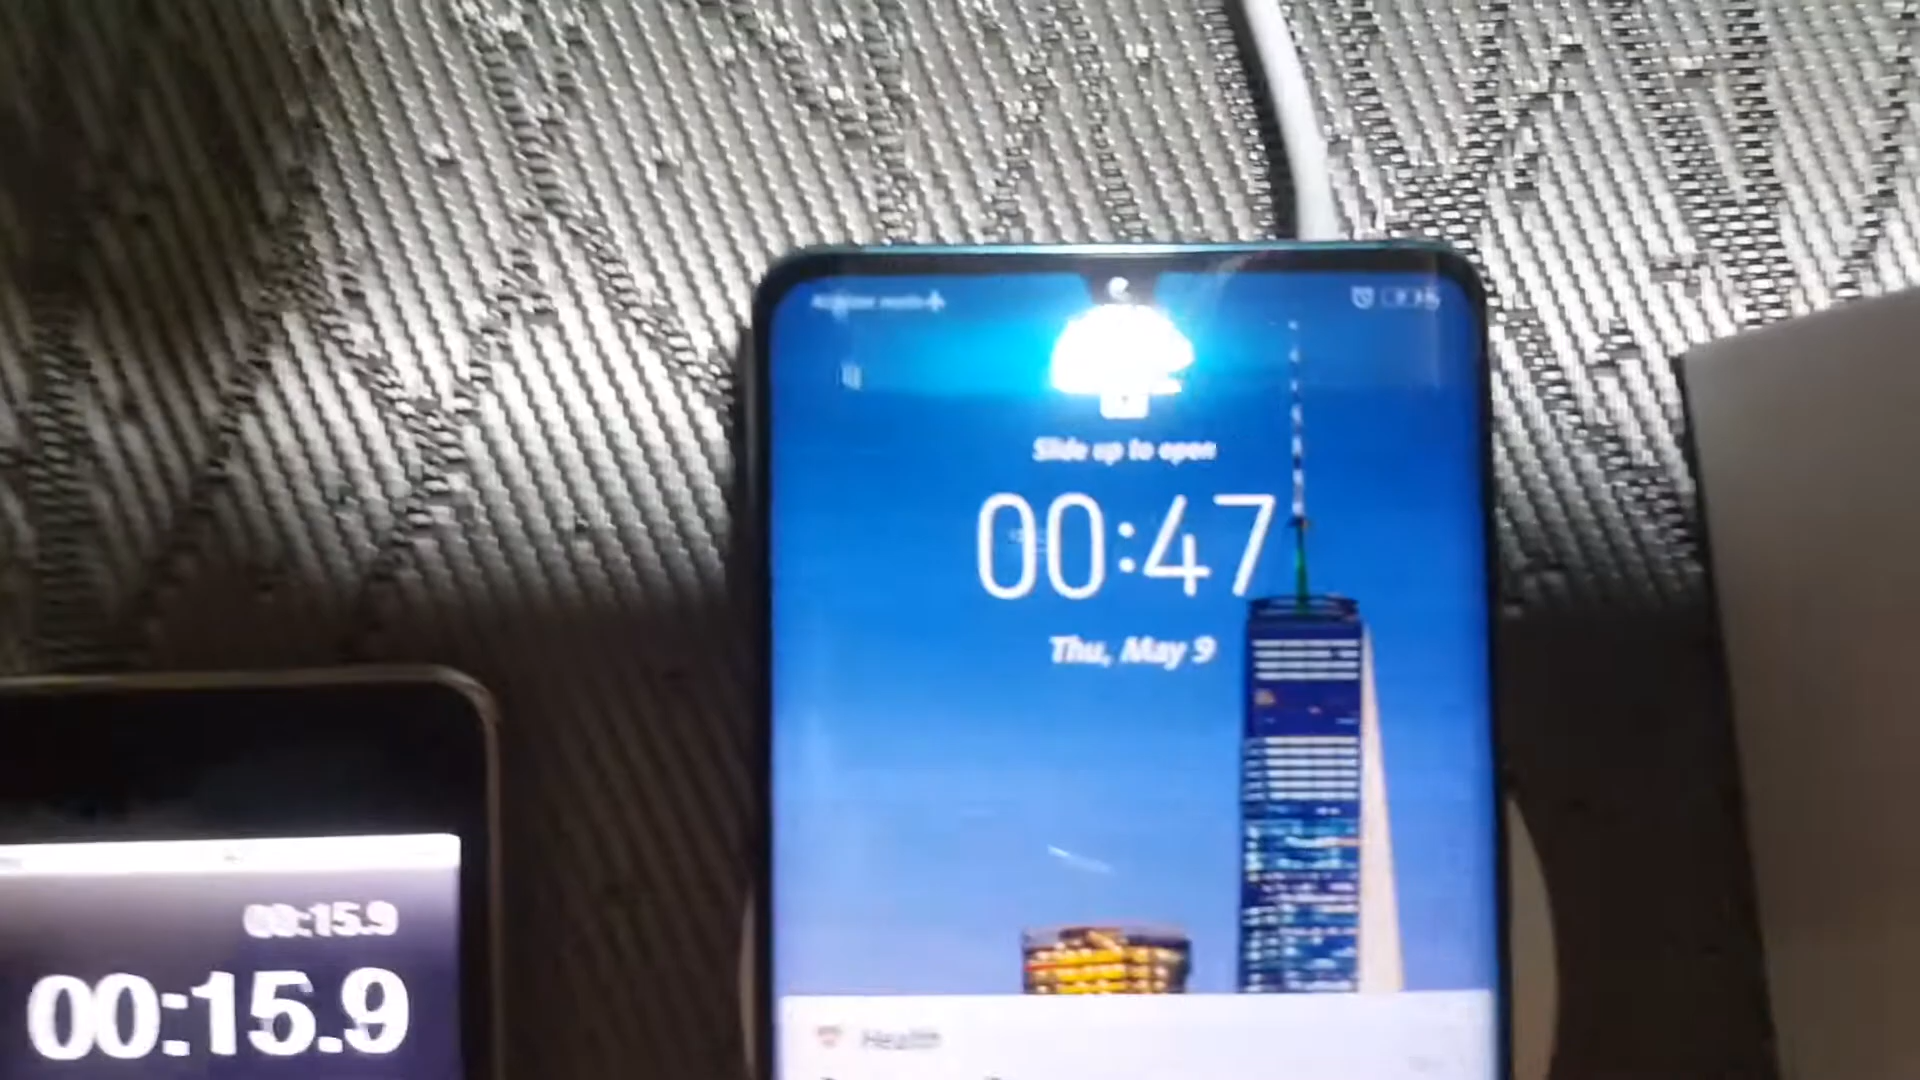 Slide up to open
00:47
Thu, May 9
Health
00:15.9
00:15.9